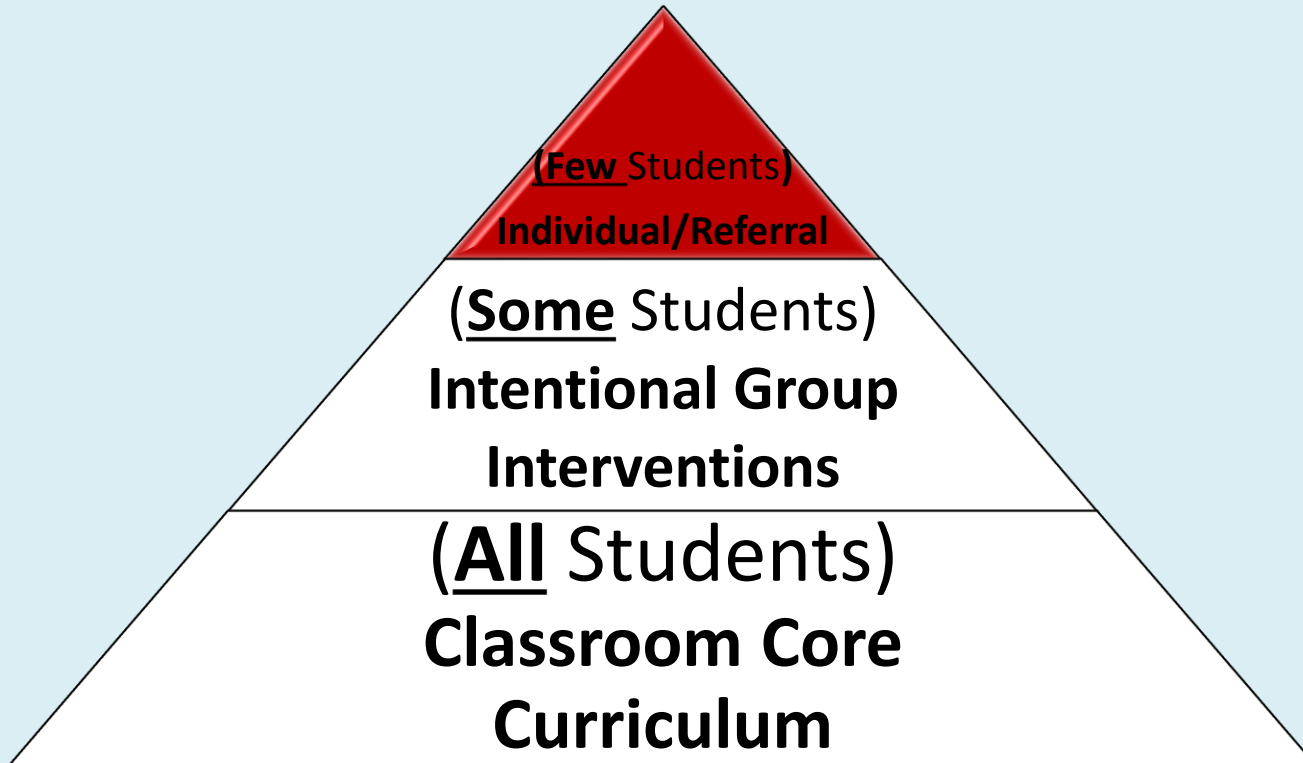 (Few Students)
Individual/Referral
(Some Students)
Intentional Group
Interventions
(All Students)
Classroom Core
Curriculum